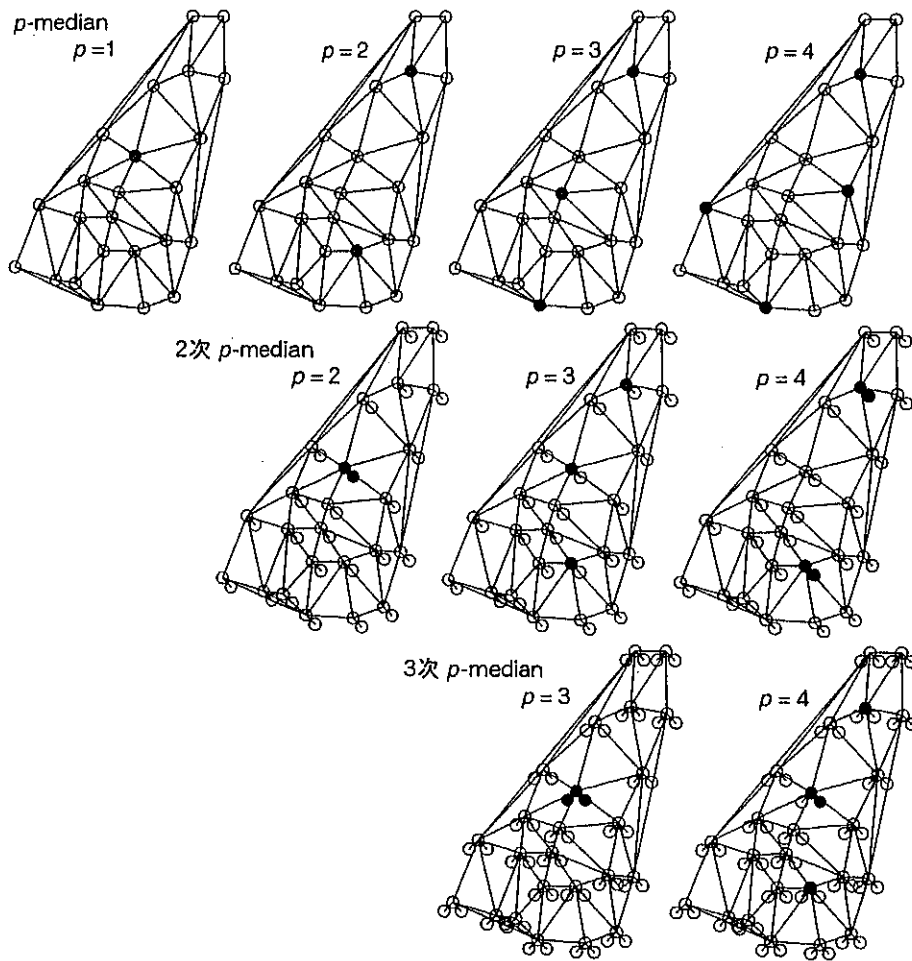 p-median
p=1
p=2
p=3
p=4
2次 p-median
p=2
p=3
p=4
3次 p-median
p=3
p=4